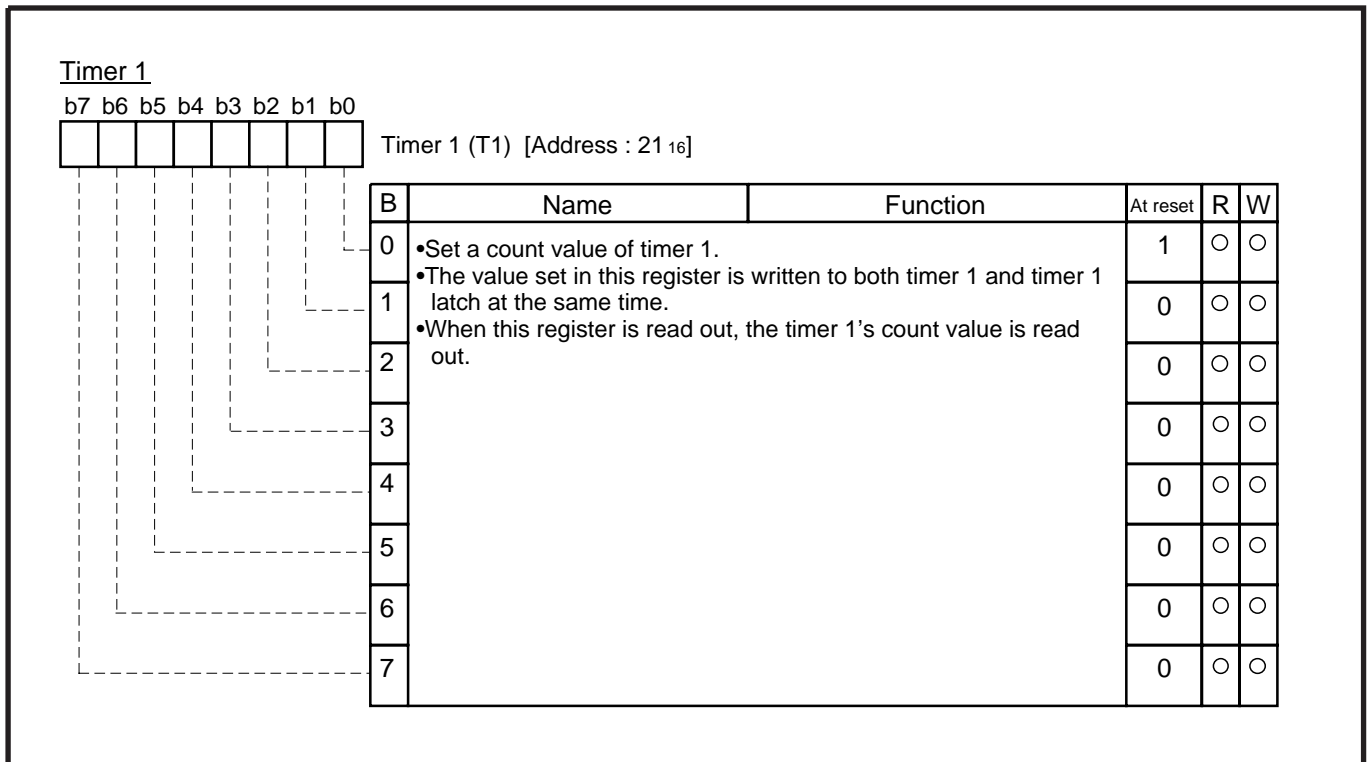 Timer 1
b7 b6 b5 b4 b3 b2 b1 b0
Timer 1 (T1) [Address : 21 16]
B Name Function At reset R W
0 •Set a count value of timer 1. 1 ○ ○
•The value set in this register is written to both timer 1 and timer 1
1 latch at the same time. 0 ○ ○
•When this register is read out, the timer 1’s count value is read
2 out. 0 ○ ○
3 0 ○ ○
4 0 ○ ○
5 0 ○ ○
6 0 ○ ○
7 0 ○ ○